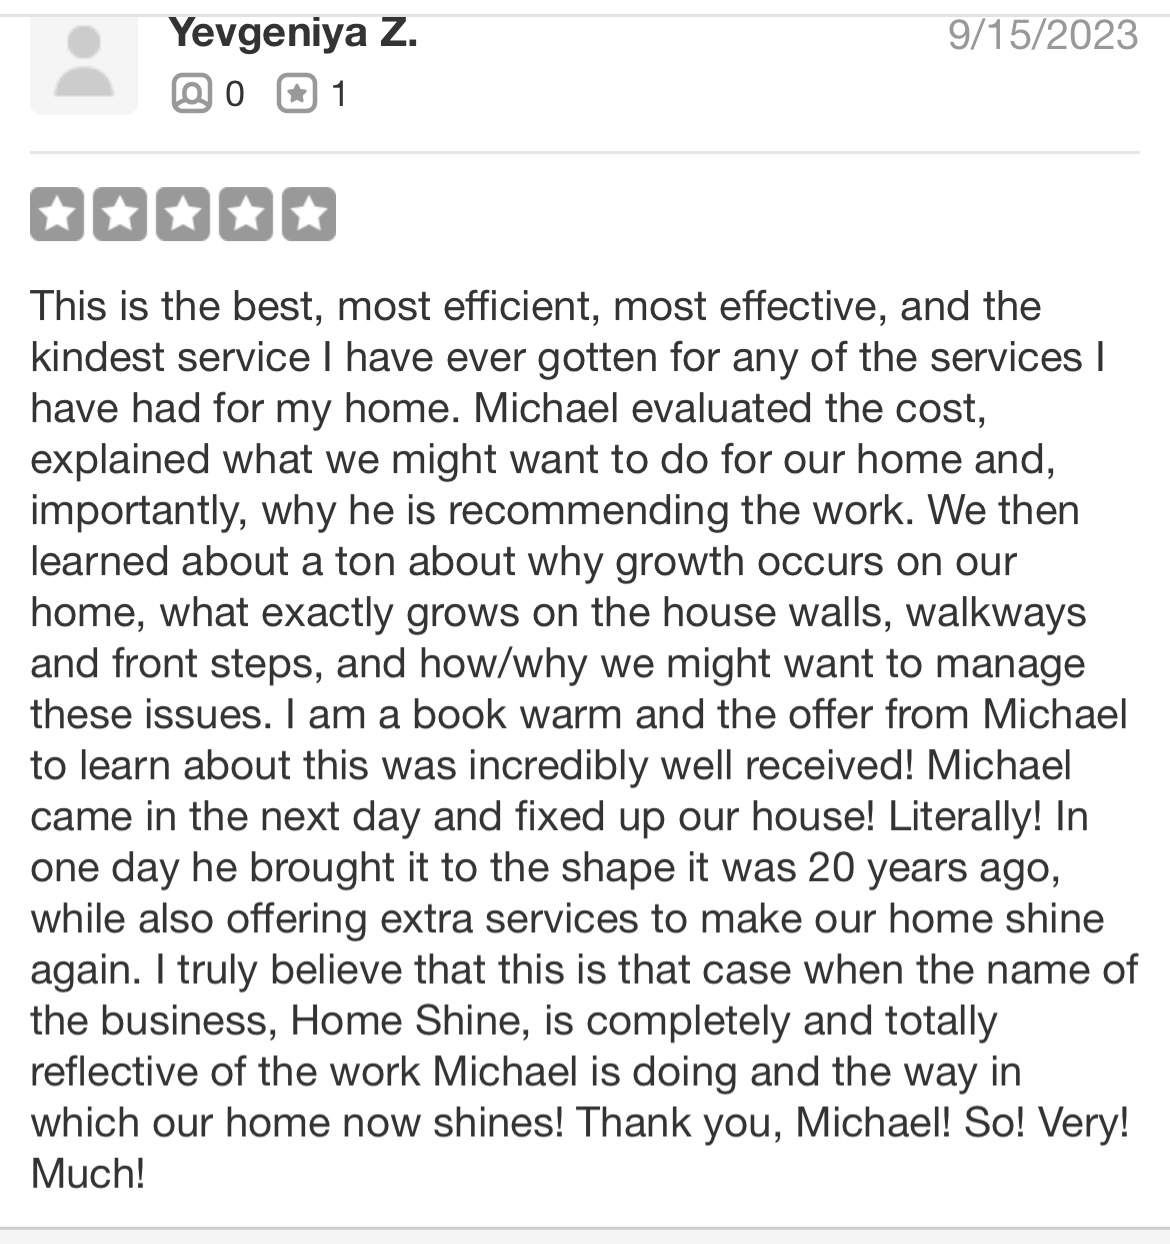 Yevgeniya Z.
9/15/2023
0 1
This is the best, most efficient, most effective, and the
kindest service I have ever gotten for any of the services I
have had for my home. Michael evaluated the cost,
explained what we might want to do for our home and,
importantly, why he is recommending the work. We then
learned about a ton about why growth occurs on our
home, what exactly grows on the house walls, walkways
and front steps, and how/why we might want to manage
these issues. I am a book warm and the offer from Michael
to learn about this was incredibly well received! Michael
came in the next day and fixed up our house! Literally! In
one day he brought it to the shape it was 20 years ago,
while also offering extra services to make our home shine
again. I truly believe that this is that case when the name of
the business, Home Shine, is completely and totally
reflective of the work Michael is doing and the way in
which our home now shines! Thank you, Michael! So! Very!
Much!